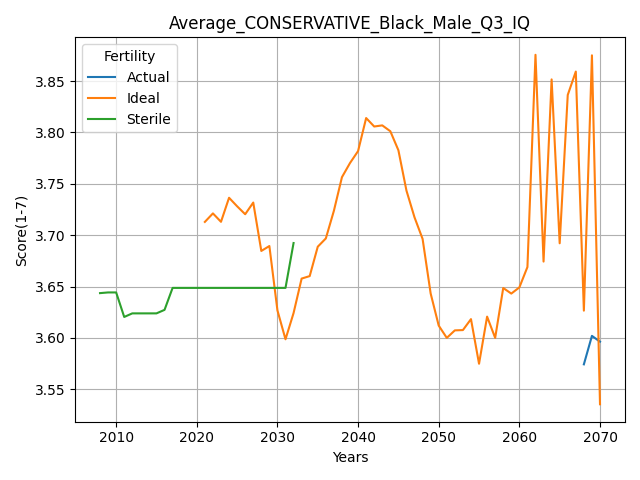 Average_CONSERVATIVE_Black_Male_Q3_IQ
Fertility
Actual
Ideal
Sterile
Score(1-7)
3.85
3.80
3.75
3.70
3.65
3.60
3.55
2010 2020 2030 2040 2050 2060 2070
Years